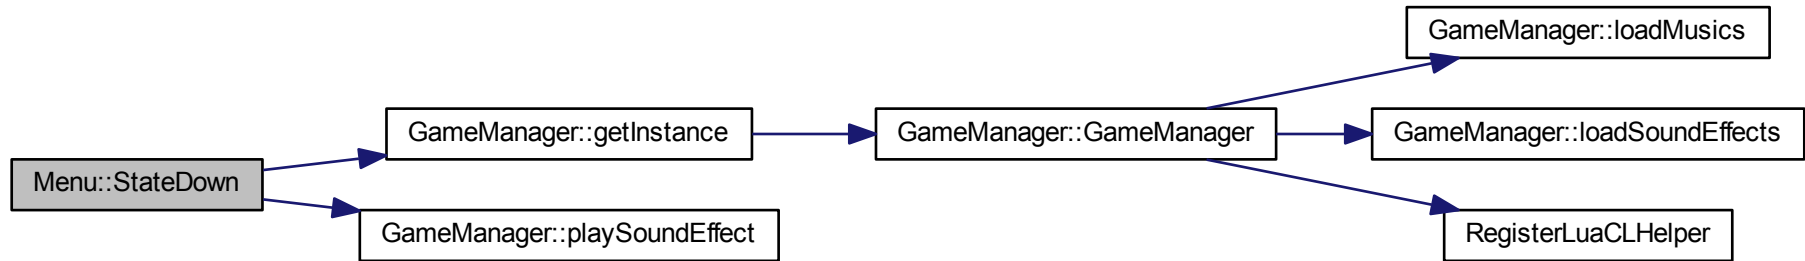 GameManager::loadMusics
GameManager::getInstance
GameManager::GameManager
GameManager::loadSoundEffects
Menu::StateDown
GameManager::playSoundEffect
RegisterLuaCLHelper